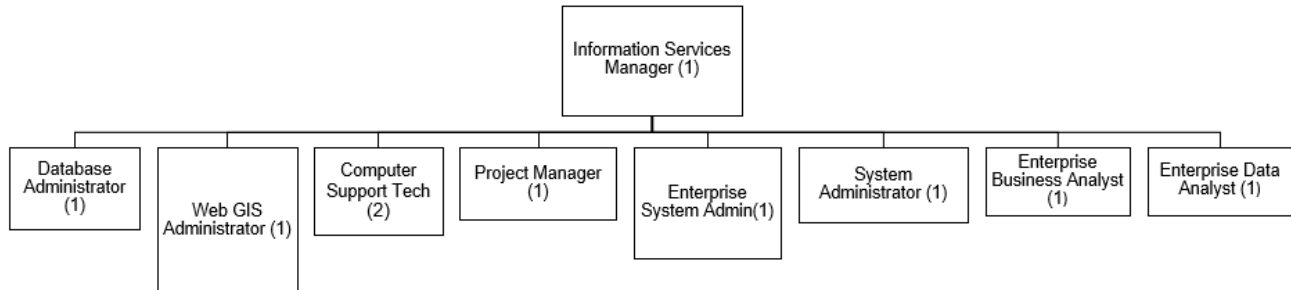 Information Services
Manager (1)
Database
Administrator
(1)
Web GIS
Administrator (1)
Computer
Support Tech
(2)
Project Manager
(1)
Enterprise
System Admin(1)
System
Administrator (1)
Enterprise
Business Analyst
(1)
Enterprise Data
Analyst (1)